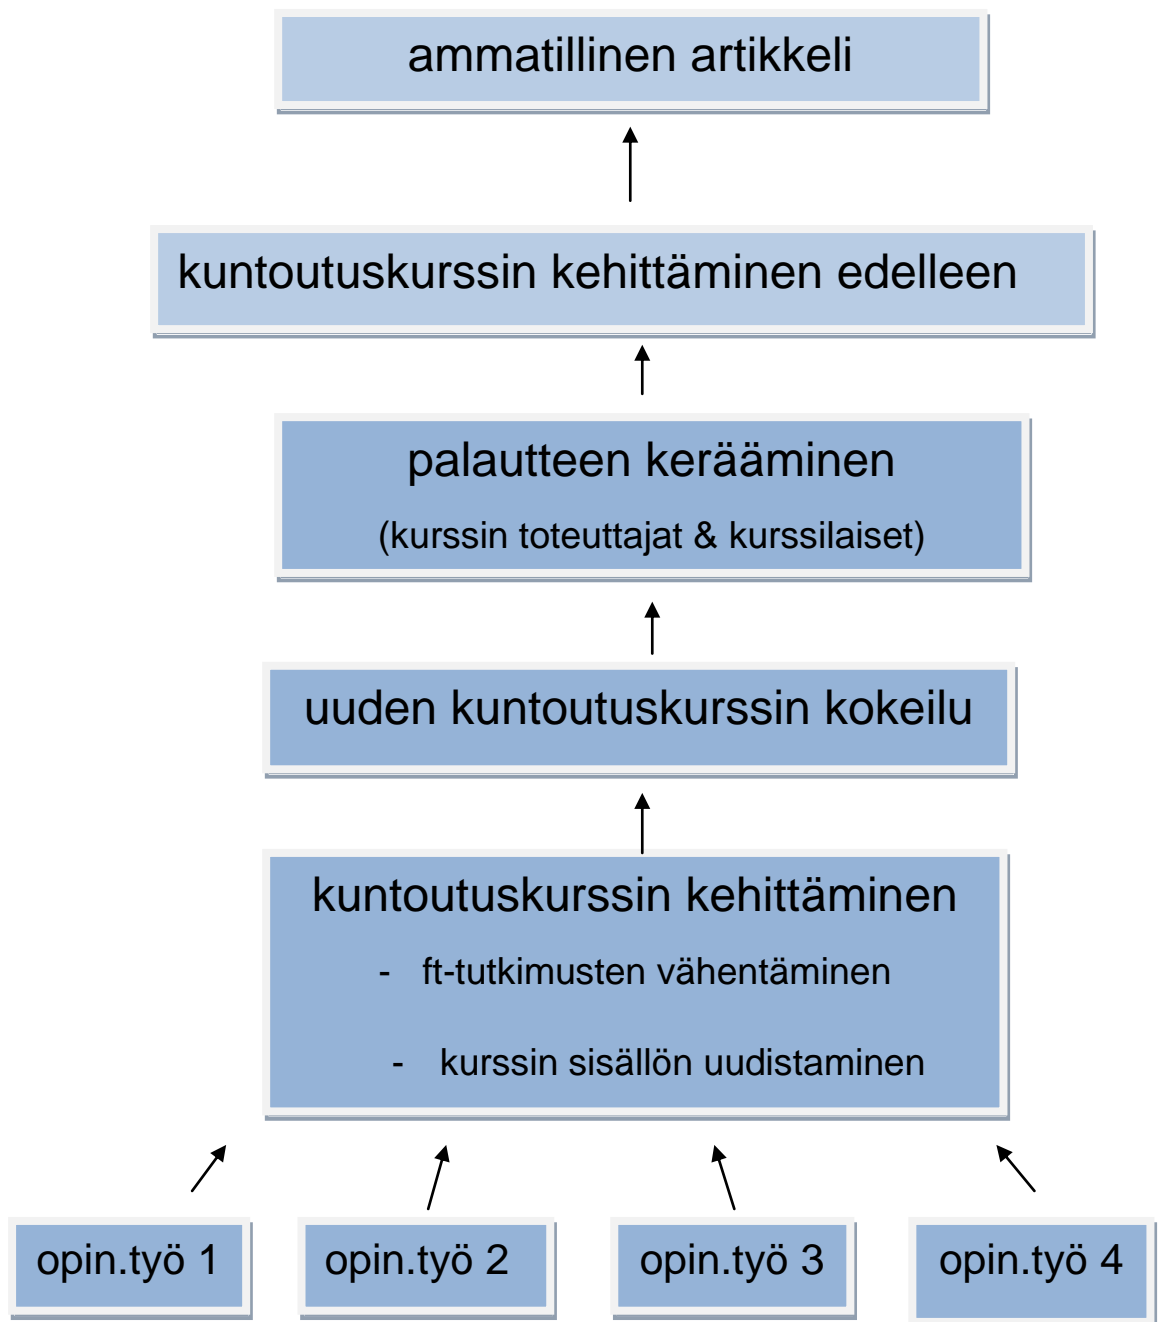 ammatillinen artikkeli
kuntoutuskurssin kehittäminen edelleen
palautteen kerääminen
(kurssin toteuttajat & kurssilaiset)
uuden kuntoutuskurssin kokeilu
kuntoutuskurssin kehittäminen
- ft-tutkimusten vähentäminen
- kurssin sisällön uudistaminen
opin.työ 1
opin.työ 2
opin.työ 3
opin.työ 4